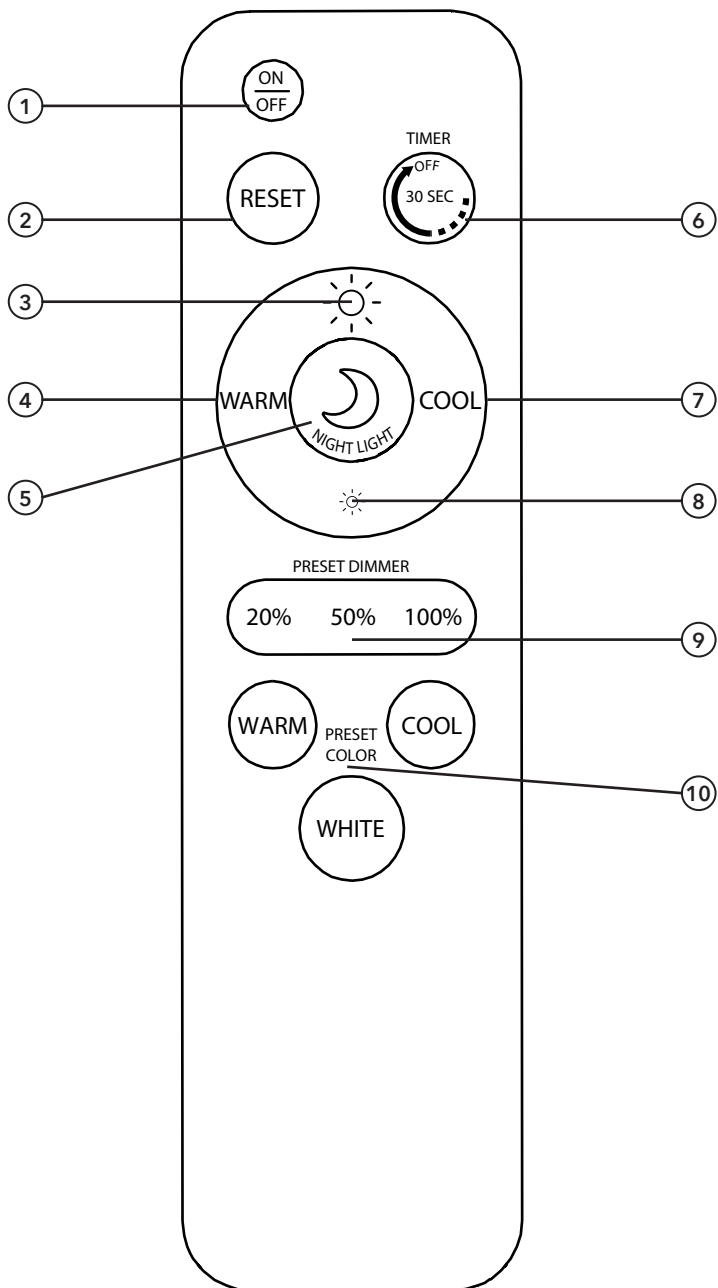 ON
OFF
1
TIMER
OFF
RESET
30 SEC
2
6
3
4
WARM
COOL
7
NIGHT LIGHT
5
8
PRESET DIMMER
20% 50% 100%
9
WARM
COOL
PRESET
COLOR
10
WHITE